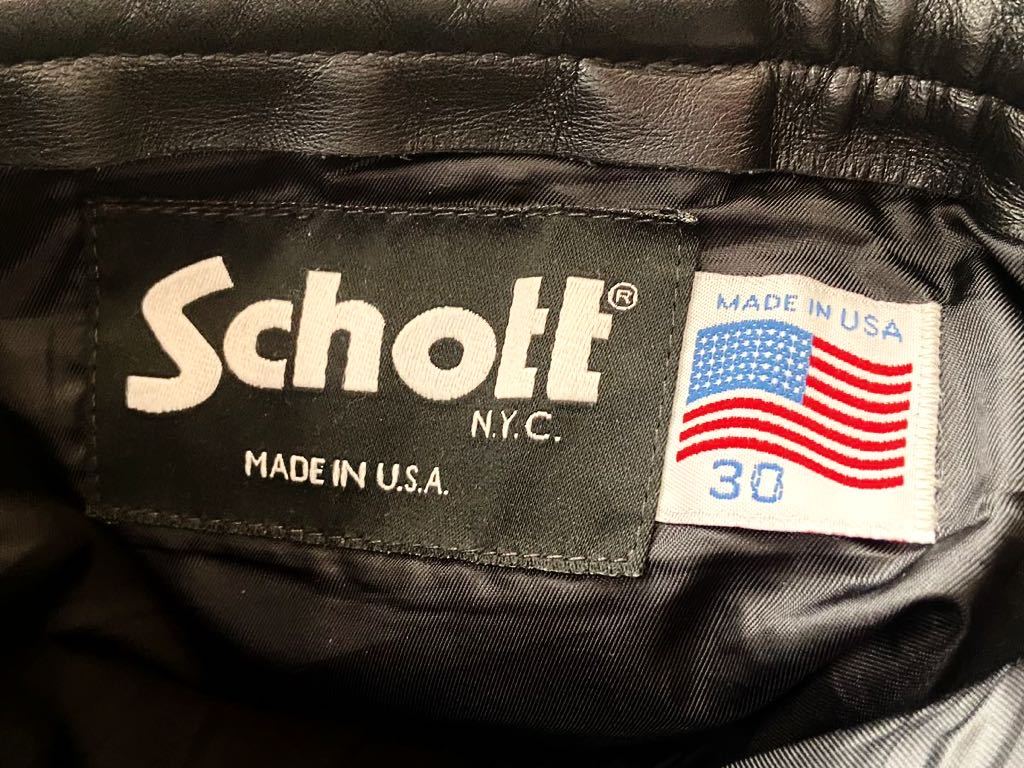 Schott®
N.Y.C.
MADE IN U.S.A.
MADE IN USA
30